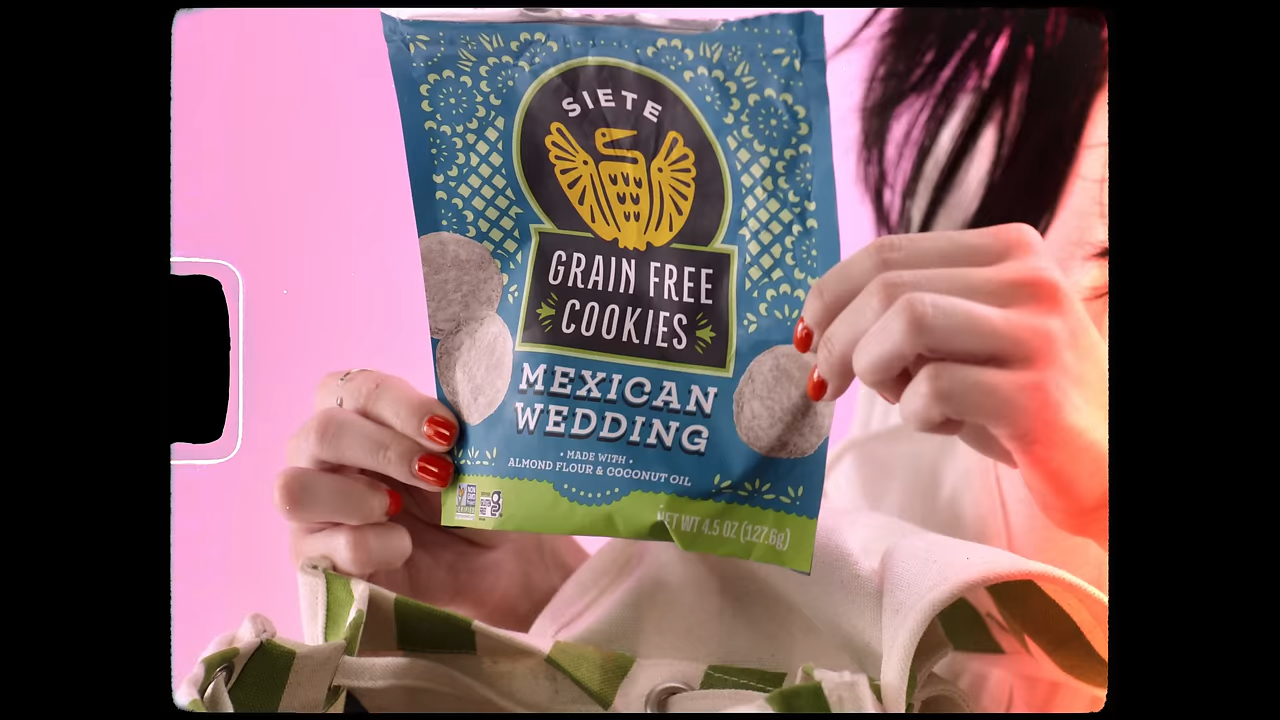 SIETE
GRAIN FREE
COOKIES
MEXICAN
WEDDING
• MADE WITH •
ALMOND FLOUR & COCONUT OIL
NET WT 4.5 OZ (127.6g)